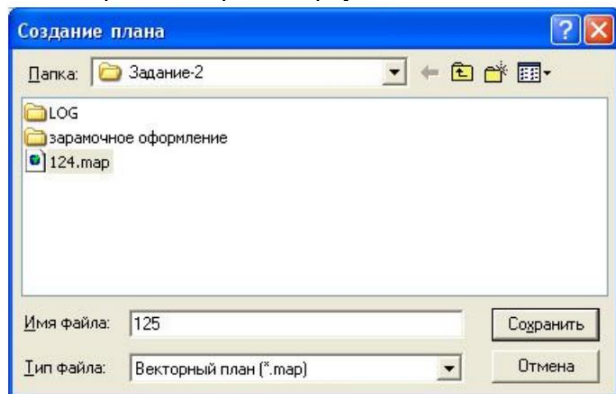 Создание плана
Папка: Задание-2
LOG
зарамочное оформление
124.map
Имя файла: 125 Сохранить
Тип файла: Векторный план (*.map) Отмена